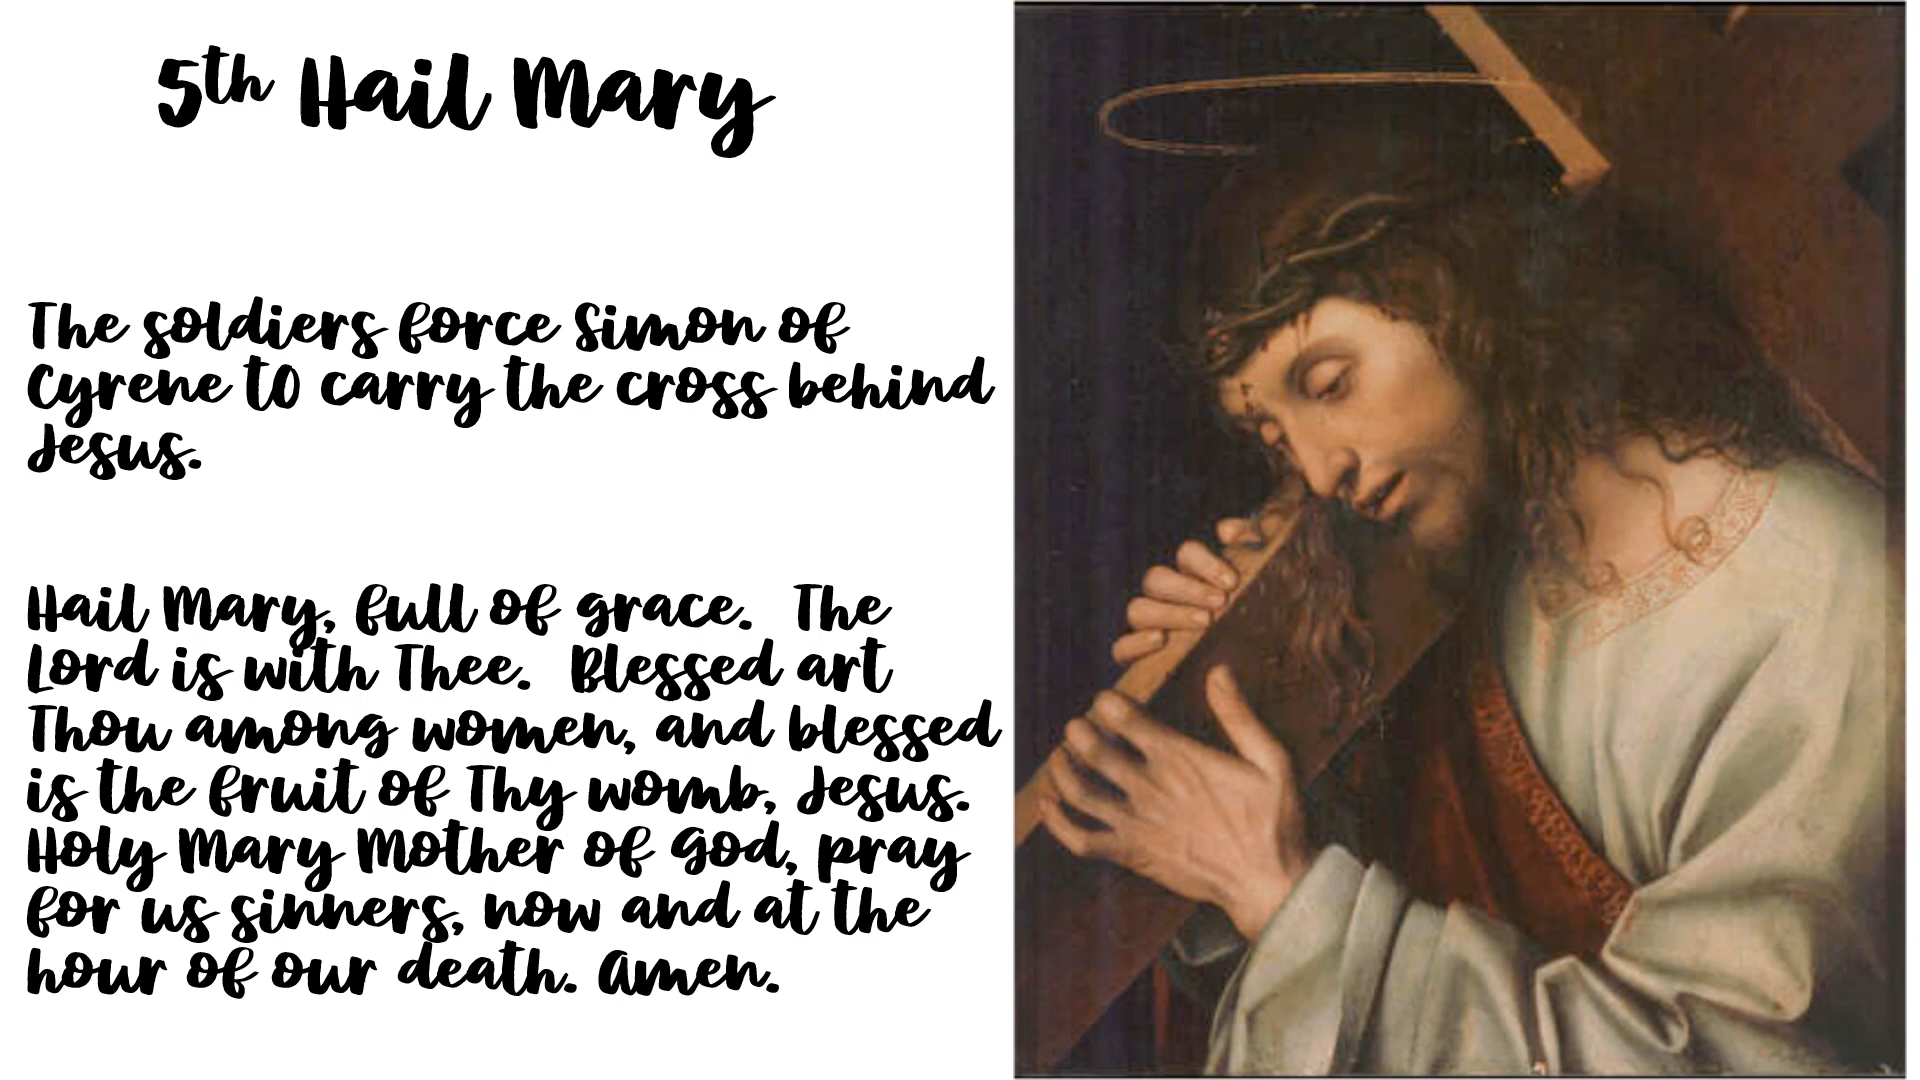 5th Hail Mary
The soldiers force Simon of
Cyrene to carry the cross behind
Jesus.
Hail Mary, full of grace.  The
Lord is with Thee.  Blessed art
Thou among women, and blessed
is the fruit of Thy womb, Jesus.
Holy Mary Mother of God, pray
for us sinners, now and at the
hour of our death. Amen.